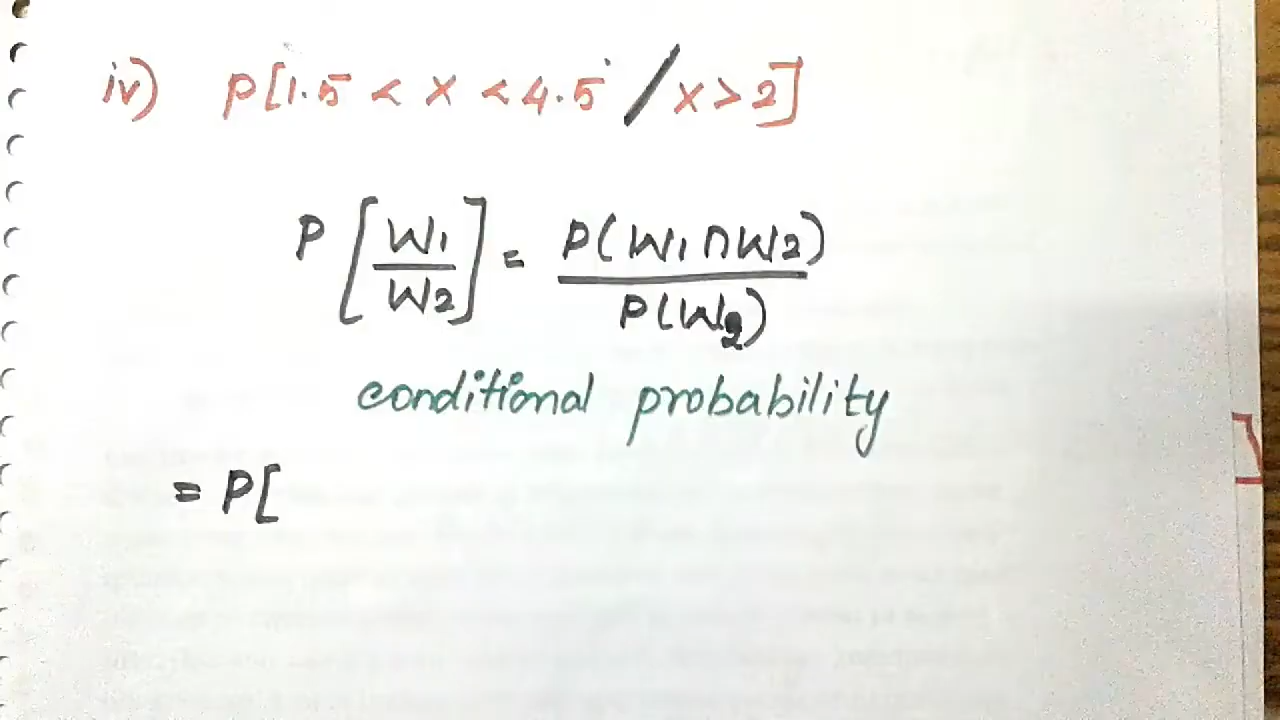 iv) P[1.5 < x < 4.5 / x > 2]
P [W1/W2] = P(W1 ∩ W2)/P(W2)
conditional probability
= P[